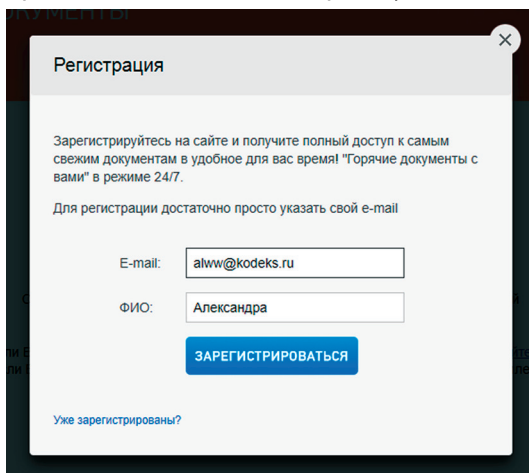 ДОКУМЕНТЫ
Регистрация
Зарегистрируйтесь на сайте и получите полный доступ к самым
свежим документам в удобное для вас время! "Горячие документы с
вами" в режиме 24/7.
Для регистрации достаточно просто указать свой e-mail
E-mail: alww@kodeks.ru
ФИО: Александра
ЗАРЕГИСТРИРОВАТЬСЯ
Уже зарегистрированы?